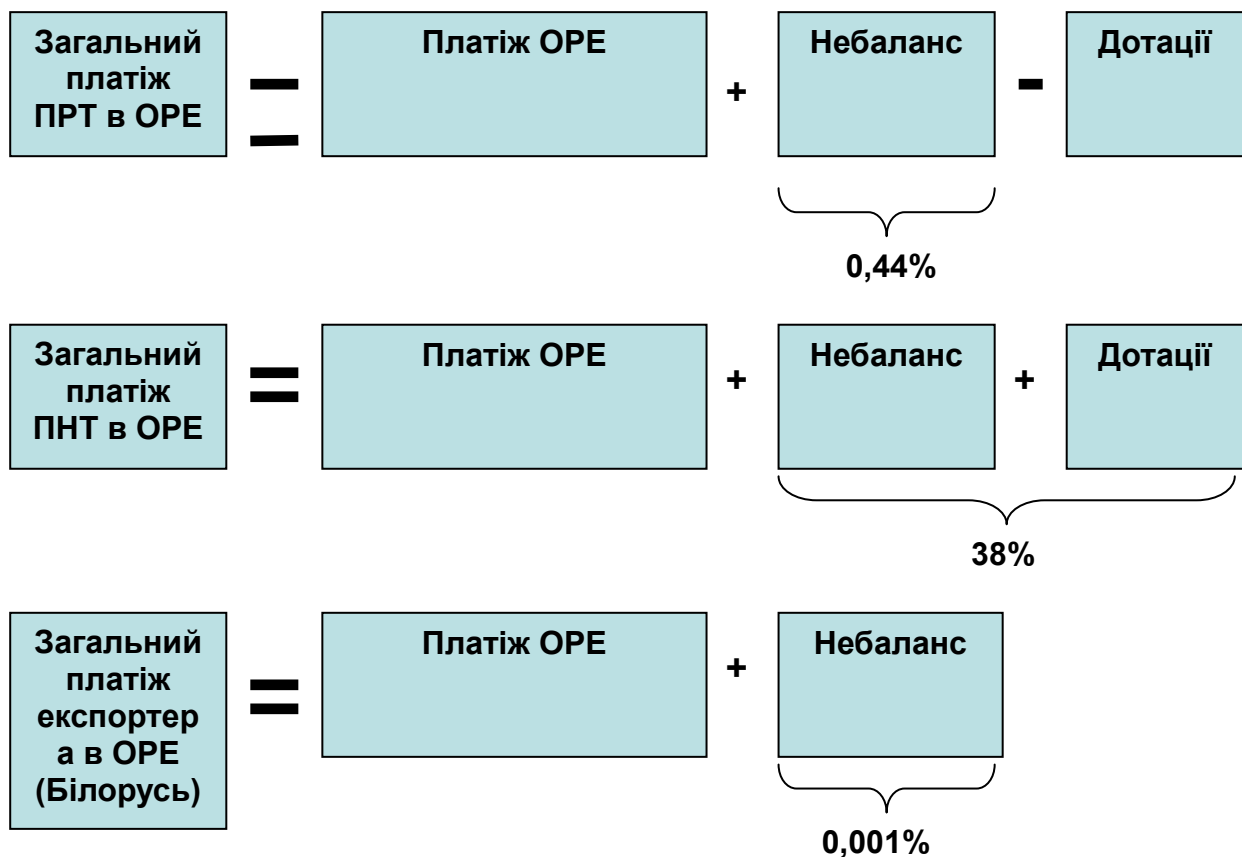 Загальний
платіж
ПРТ в ОРЕ
=
Платіж ОРЕ
+
Небаланс
-
Дотації
0,44%
Загальний
платіж
ПНТ в ОРЕ
=
Платіж ОРЕ
+
Небаланс
+
Дотації
38%
Загальний
платіж
експортер
а в ОРЕ
(Білорусь)
=
Платіж ОРЕ
+
Небаланс
0,001%